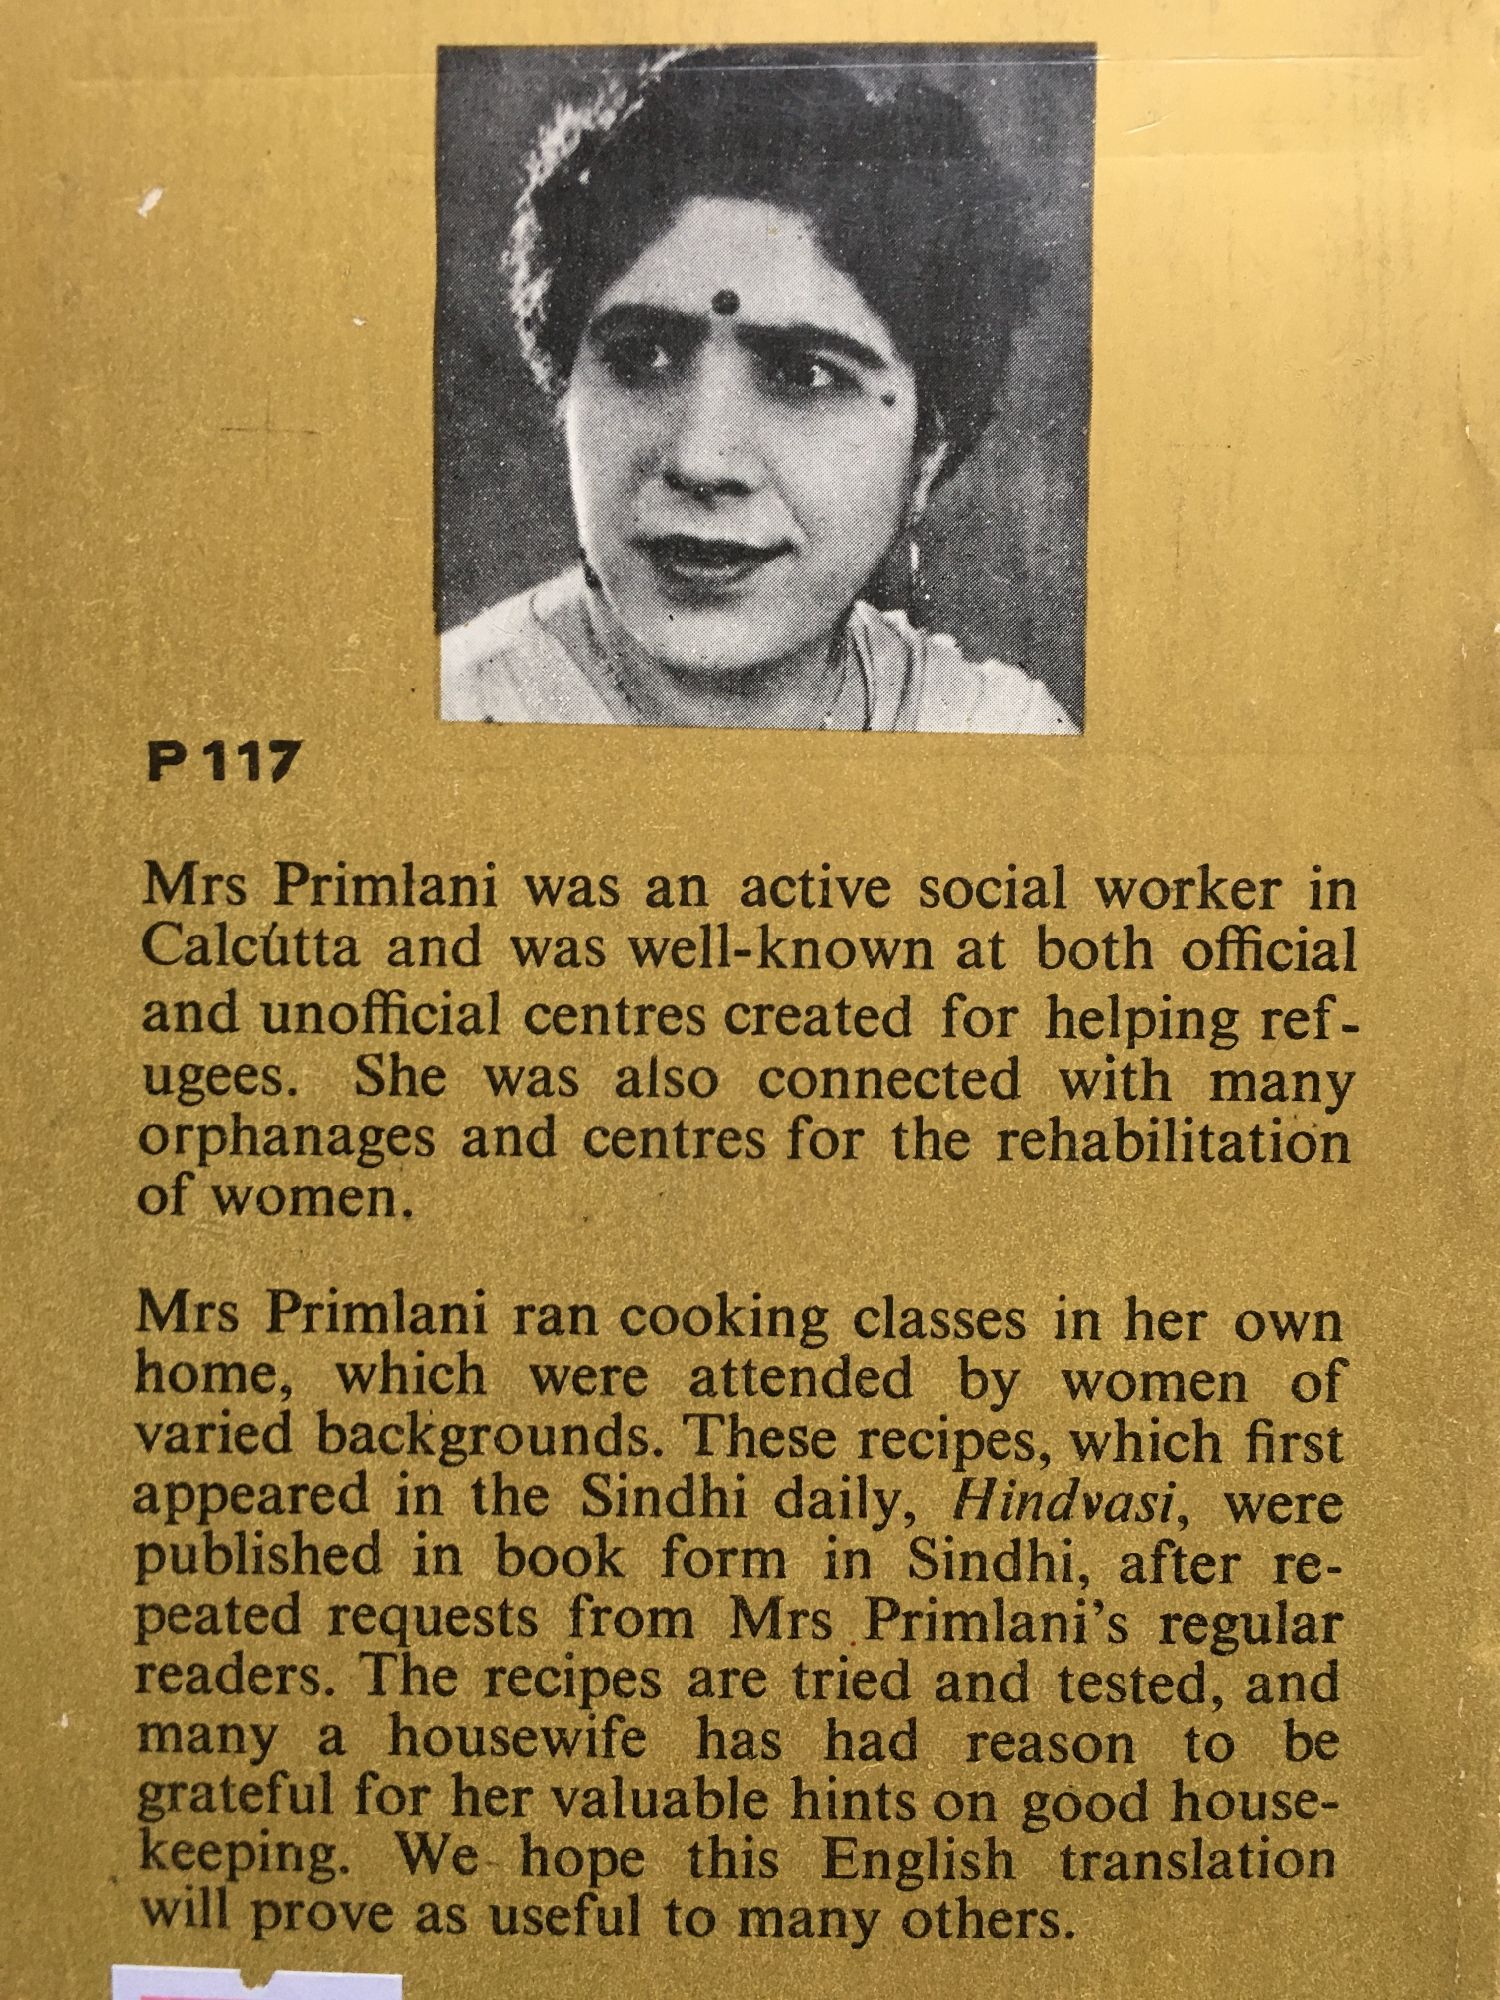 P 117
Mrs Primlani was an active social worker in
Calcutta and was well-known at both official
and unofficial centres created for helping ref-
ugees. She was also connected with many
orphanages and centres for the rehabilitation
of women.
Mrs Primlani ran cooking classes in her own
home, which were attended by women of
varied backgrounds. These recipes, which first
appeared in the Sindhi daily, Hindvasi, were
published in book form in Sindhi, after re-
peated requests from Mrs Primlani's regular
readers. The recipes are tried and tested, and
many a housewife has had reason to be
grateful for her valuable hints on good house-
keeping. We hope this English translation
will prove as useful to many others.